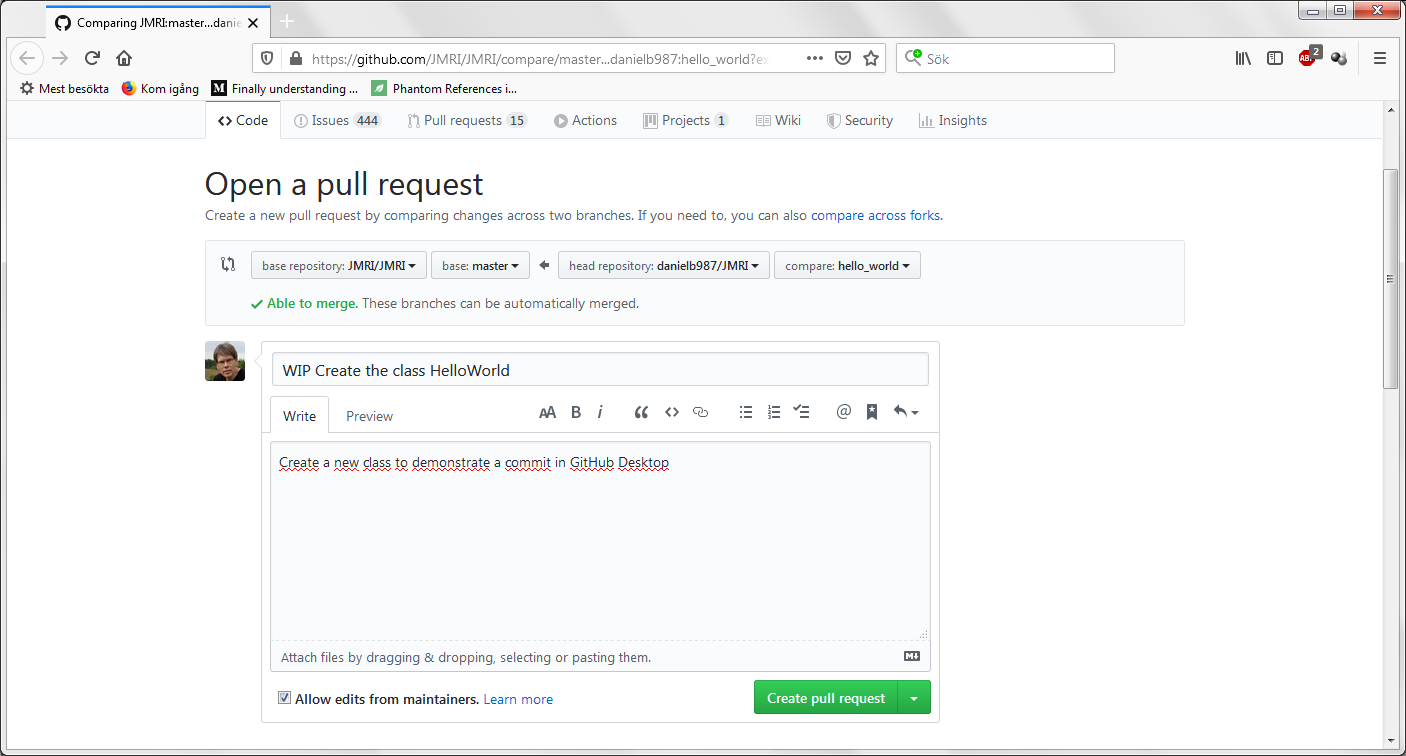 Comparing JMRI:master...danie
https://github.com/JMRI/JMRI/compare/master...danielb987:hello_world?ex
Sök
2
Mest besökta Kom igång Finally understanding ... Phantom References i...
Code Issues 444 Pull requests 15 Actions Projects 1 Wiki Security Insights
Open a pull request
Create a new pull request by comparing changes across two branches. If you need to, you can also compare across forks.
base repository: JMRI/JMRI base: master head repository: danielb987/JMRI compare: hello_world
Able to merge. These branches can be automatically merged.
WIP Create the class HelloWorld
Write Preview
Create a new class to demonstrate a commit in GitHub Desktop
Attach files by dragging & dropping, selecting or pasting them.
Allow edits from maintainers. Learn more
Create pull request